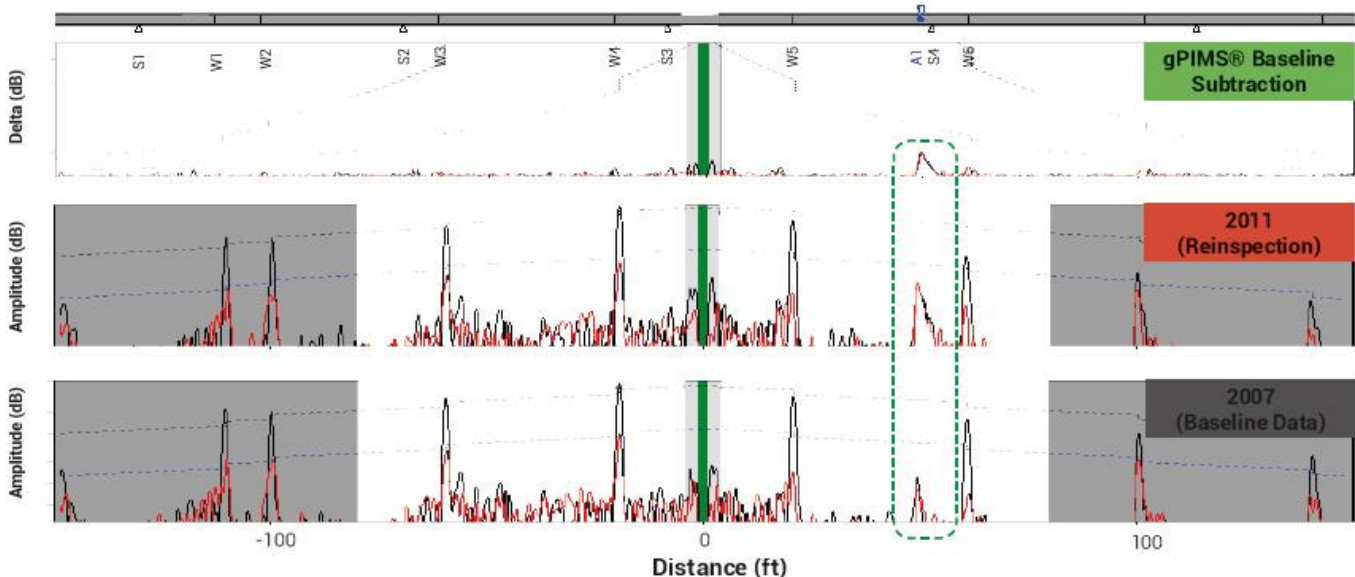 S1
W1
W2
S2
W3
W4
S3
W5
A1
S4
W6
gPIMS® Baseline
Subtraction
Delta (dB)
2011
(Reinspection)
Amplitude (dB)
2007
(Baseline Data)
Amplitude (dB)
-100
0
100
Distance (ft)